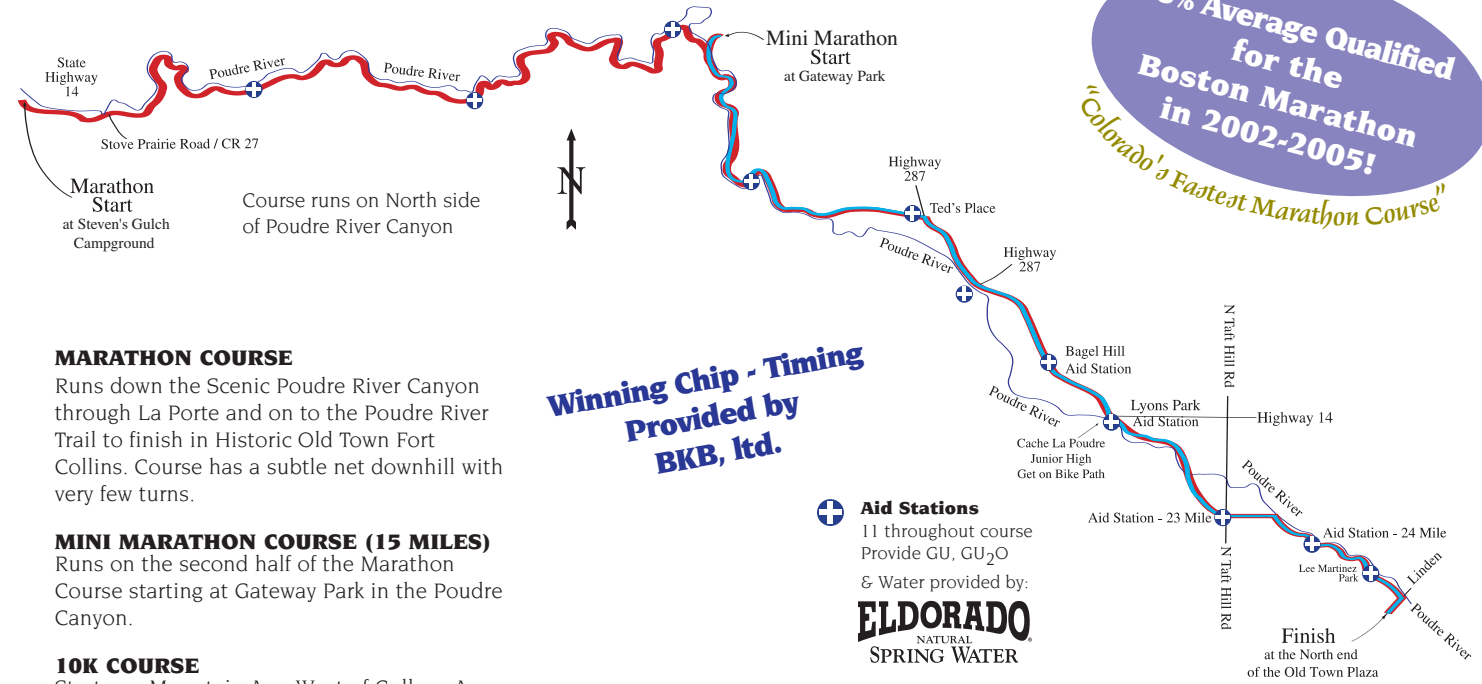 State
Highway
14
Poudre River
Poudre River
Mini Marathon
Start
at Gateway Park
% Average Qualified
for the
Boston Marathon
in 2002-2005!
"Colorado's Fastest Marathon Course"
Stove Prairie Road / CR 27
Marathon
Start
at Steven's Gulch
Campground
Course runs on North side
of Poudre River Canyon
N
Highway
287
Ted's Place
Poudre River
Highway
287
MARATHON COURSE
Runs down the Scenic Poudre River Canyon
through La Porte and on to the Poudre River
Trail to finish in Historic Old Town Fort
Collins. Course has a subtle net downhill with
very few turns.
MINI MARATHON COURSE (15 MILES)
Runs on the second half of the Marathon
Course starting at Gateway Park in the Poudre
Canyon.
10K COURSE
Winning Chip - Timing
Provided by
BKB, ltd.
Bagel Hill
Aid Station
N Taft Hill Rd
Poudre River
Lyons Park
Aid Station
Highway 14
Cache La Poudre
Junior High
Get on Bike Path
Poudre River
Aid Stations
11 throughout course
Provide GU, GU2O
& Water provided by:
ELDORADO
NATURAL
SPRING WATER
Aid Station - 23 Mile
Aid Station - 24 Mile
N Taft Hill Rd
Lee Martinez
Park
Linden
Poudre River
Finish
at the North end
of the Old Town Plaza